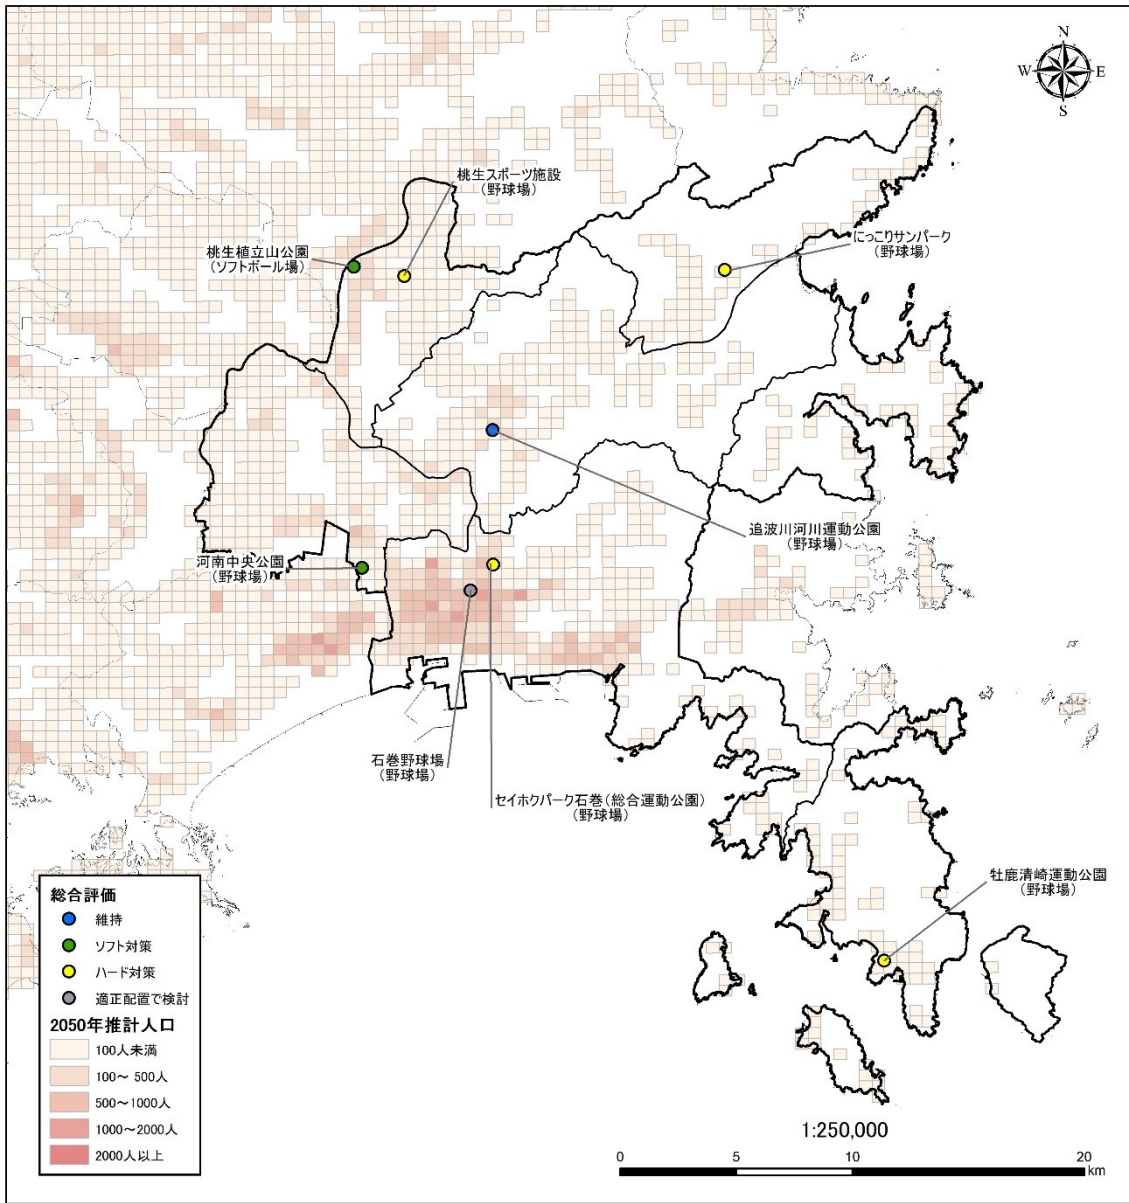 N
W
E
S
桃生スポーツ施設
(野球場)
桃生植立山公園
(ソフトボール場)
にっこりサンパーク
(野球場)
追波川河川運動公園
(野球場)
河南中央公園
(野球場)
石巻野球場
(野球場)
セイホクパーク石巻(総合運動公園)
(野球場)
牡鹿清崎運動公園
(野球場)
総合評価
維持
ソフト対策
ハード対策
適正配置で検討
2050年推計人口
100人未満
100~ 500人
500~1000人
1000~2000人
2000人以上
1:250,000
0 5 10 20
km